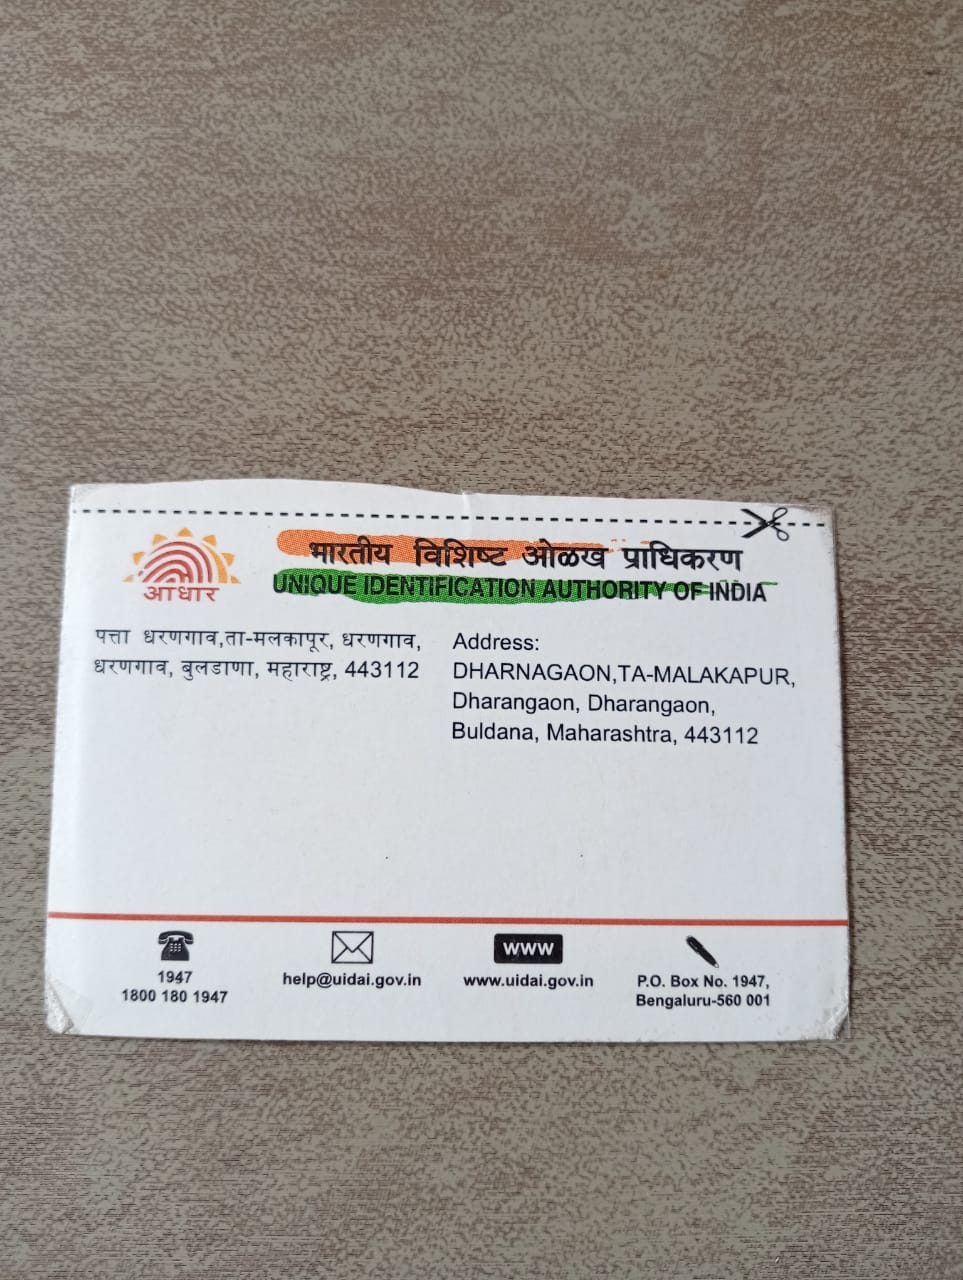 भारतीय विशिष्ट ओळख प्राधिकरण
UNIQUE IDENTIFICATION AUTHORITY OF INDIA
आधार
पत्ता धरणगाव,ता-मलकापूर, धरणगाव,
धरणगाव, बुलडाणा, महाराष्ट्र, 443112
Address:
DHARNAGAON,TA-MALAKAPUR,
Dharangaon, Dharangaon,
Buldana, Maharashtra, 443112
1947
1800 180 1947
help@uidai.gov.in
WWW
www.uidai.gov.in
P.O. Box No. 1947,
Bengaluru-560 001